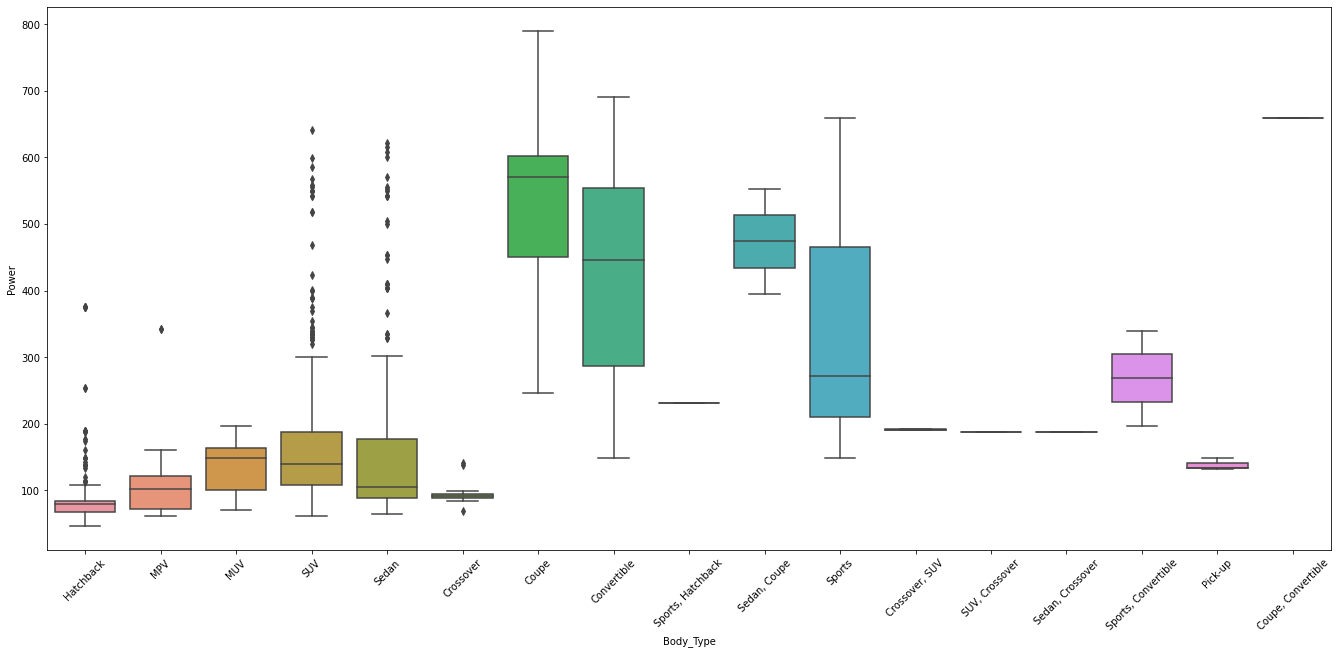 800
700
600
500
400
300
200
100
Power
Hatchback
MPV
MUV
SUV
Sedan
Crossover
Coupe
Convertible
Sports, Hatchback
Sedan, Coupe
Sports
Crossover, SUV
SUV, Crossover
Sedan, Crossover
Sports, Convertible
Pick-up
Coupe, Convertible
Body_Type